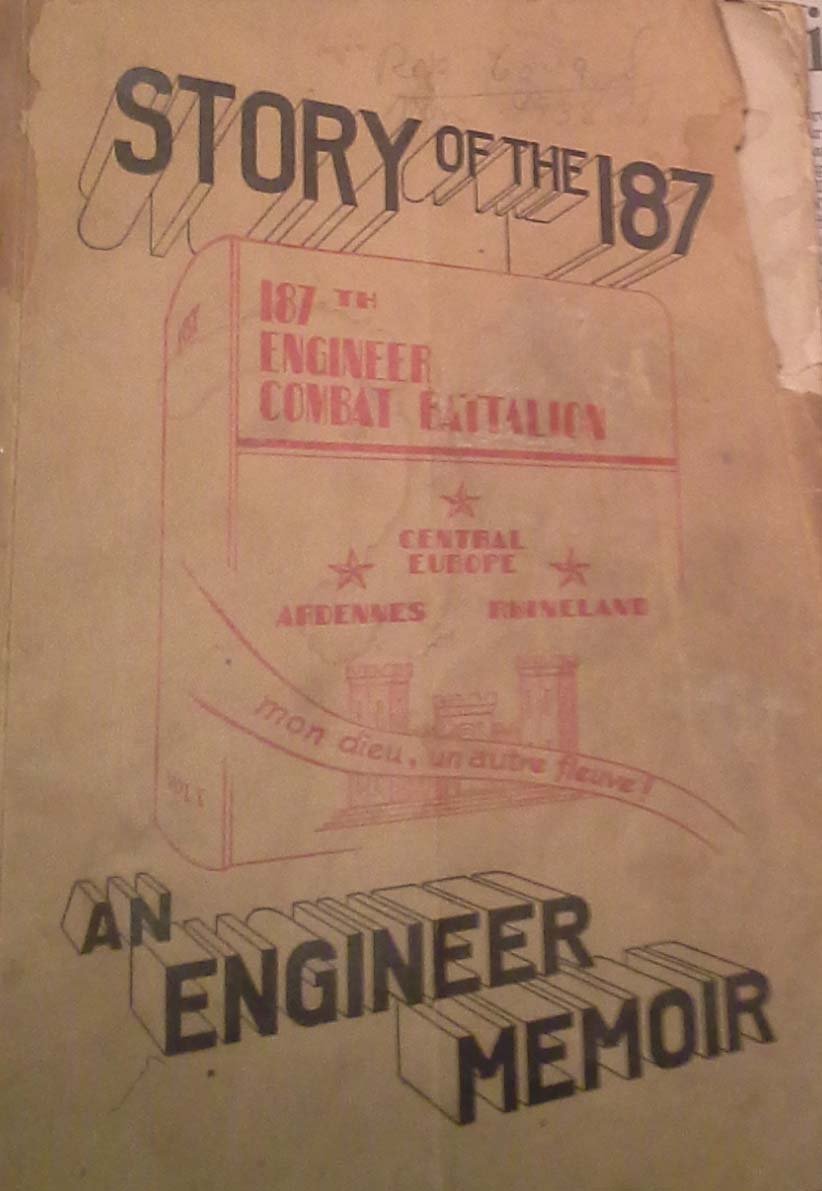 STORY OF THE 187
187 TH
ENGINEER
COMBAT BATTALION
CENTRAL
EUROPE
ARDENNES RHINELAND
mon dieu, un autre fleuve!
VOL I
AN
ENGINEER
MEMOIR